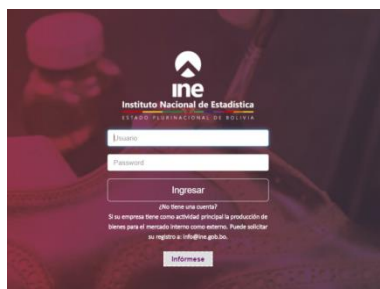 ine
Instituto Nacional de Estadística
ESTADO PLURINACIONAL DE BOLIVIA
Usuario
Password
Ingresar
¿No tiene una cuenta?
Si su empresa tiene como actividad principal la producción de
bienes para el mercado interno como externo. Puede solicitar
su registro a: info@ine.gob.bo.
Infórmese